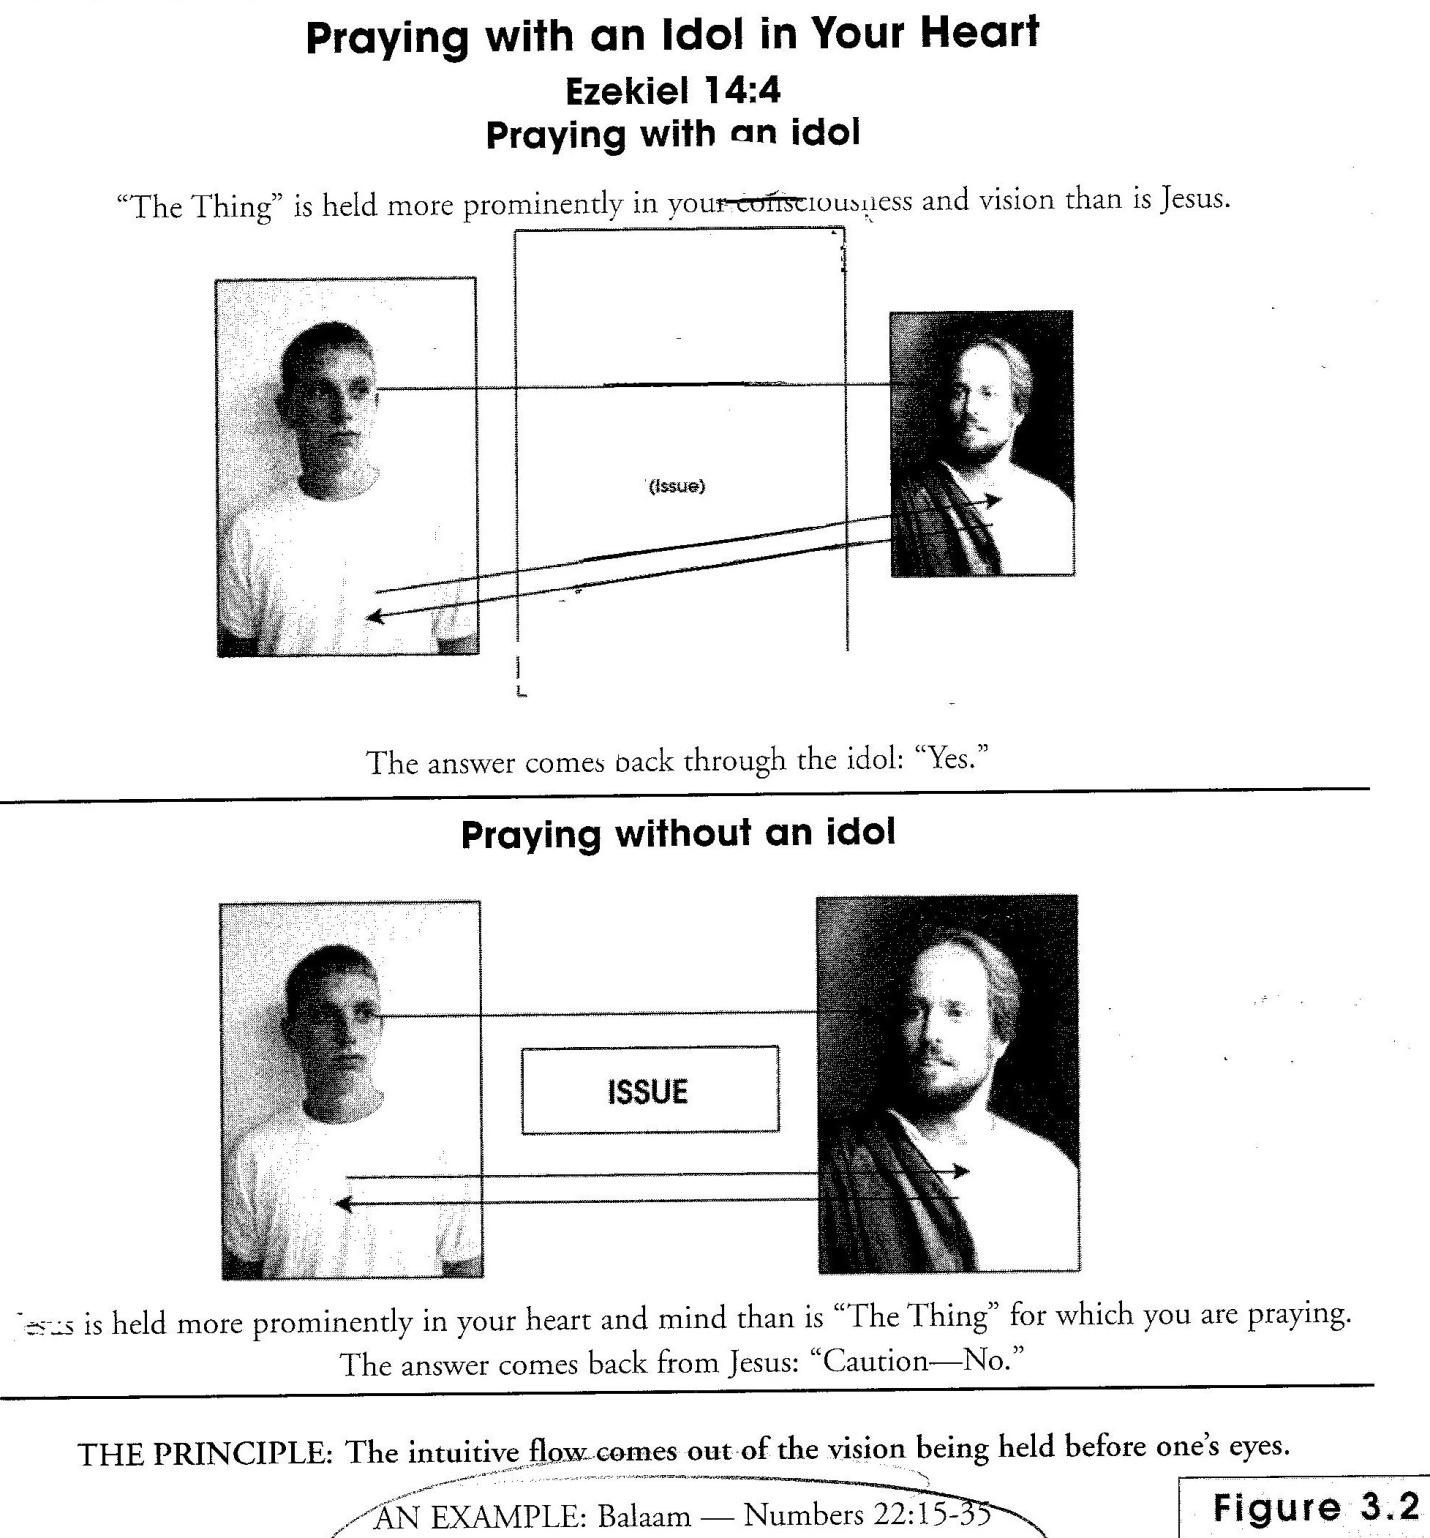 Praying with an Idol in Your Heart
Ezekiel 14:4
Praying with an idol
“The Thing” is held more prominently in your consciousness and vision than is Jesus.
(Issue)
The answer comes back through the idol: “Yes.”
Praying without an idol
ISSUE
Jesus is held more prominently in your heart and mind than is “The Thing” for which you are praying.
The answer comes back from Jesus: “Caution—No.”
THE PRINCIPLE: The intuitive flow comes out of the vision being held before one’s eyes.
AN EXAMPLE: Balaam — Numbers 22:15-35
Figure 3.2